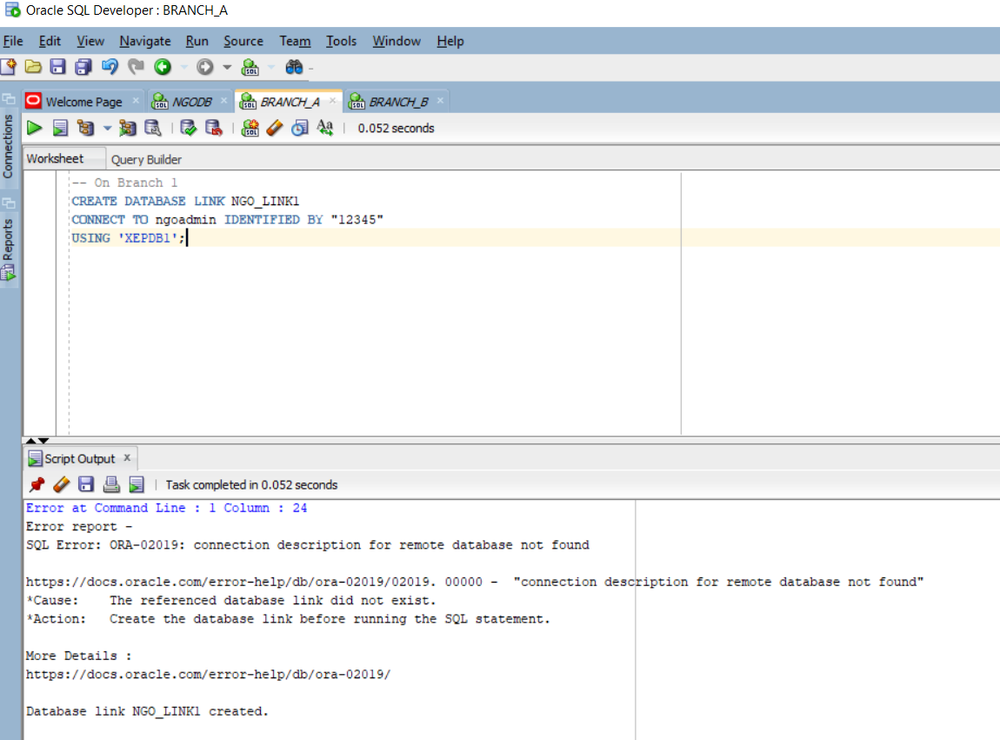 Oracle SQL Developer : BRANCH_A
File Edit View Navigate Run Source Team Tools Window Help
Welcome Page NGODB BRANCH_A BRANCH_B
0.052 seconds
Connections
Reports
Worksheet Query Builder
-- On Branch 1
CREATE DATABASE LINK NGO_LINK1
CONNECT TO ngoadmin IDENTIFIED BY "12345"
USING 'XEPDB1';
Script Output
Task completed in 0.052 seconds
Error at Command Line : 1 Column : 24
Error report -
SQL Error: ORA-02019: connection description for remote database not found
https://docs.oracle.com/error-help/db/ora-02019/02019. 00000 -  "connection description for remote database not found"
*Cause:    The referenced database link did not exist.
*Action:   Create the database link before running the SQL statement.
More Details :
https://docs.oracle.com/error-help/db/ora-02019/
Database link NGO_LINK1 created.